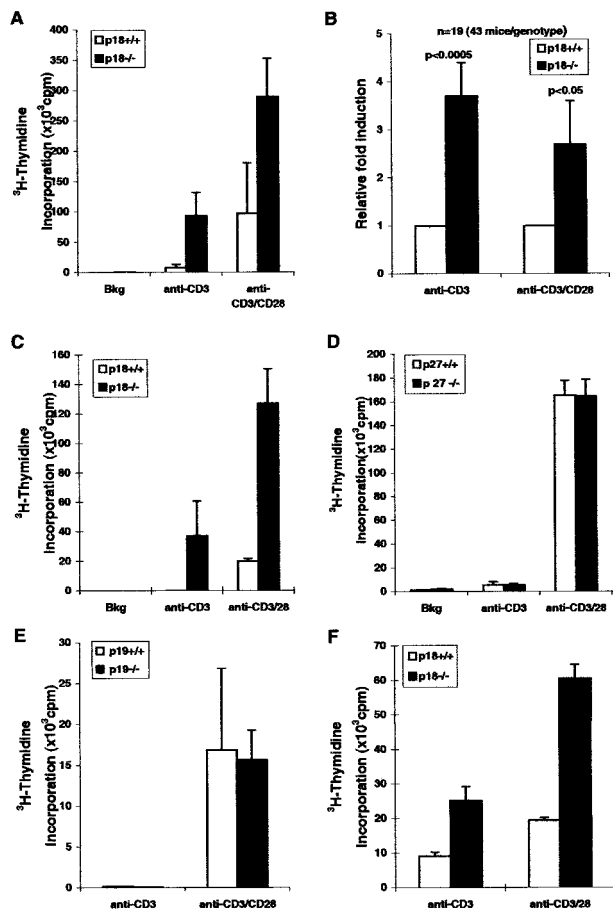 A
p18+/+
p18-/-
³H-Thymidine
Incorporation (x10³cpm)
400
350
300
250
200
150
100
50
0
Bkg
anti-CD3
anti-
CD3/CD28
B
n=19 (43 mice/genotype)
p18+/+
p18-/-
p<0.0005
p<0.05
Relative fold induction
5
4
3
2
1
0
anti-CD3
anti-CD3/CD28
C
p18+/+
p18-/-
³H-Thymidine
Incorporation (x10³cpm)
160
140
120
100
80
60
40
20
0
Bkg
anti-CD3
anti-CD3/28
D
p27+/+
p 27 -/-
³H-Thymidine
Incorporation(x10³cpm)
200
180
160
140
120
100
80
60
40
20
0
Bkg
anti-CD3
anti-CD3/28
E
p19+/+
p19-/-
³H-Thymidine
Incorporation (x10³cpm)
30
25
20
15
10
5
0
anti-CD3
anti-CD3/CD28
F
p18+/+
p18-/-
³H-Thymidine
Incorporation (x10³cpm)
70
60
50
40
30
20
10
0
anti-CD3
anti-CD3/28